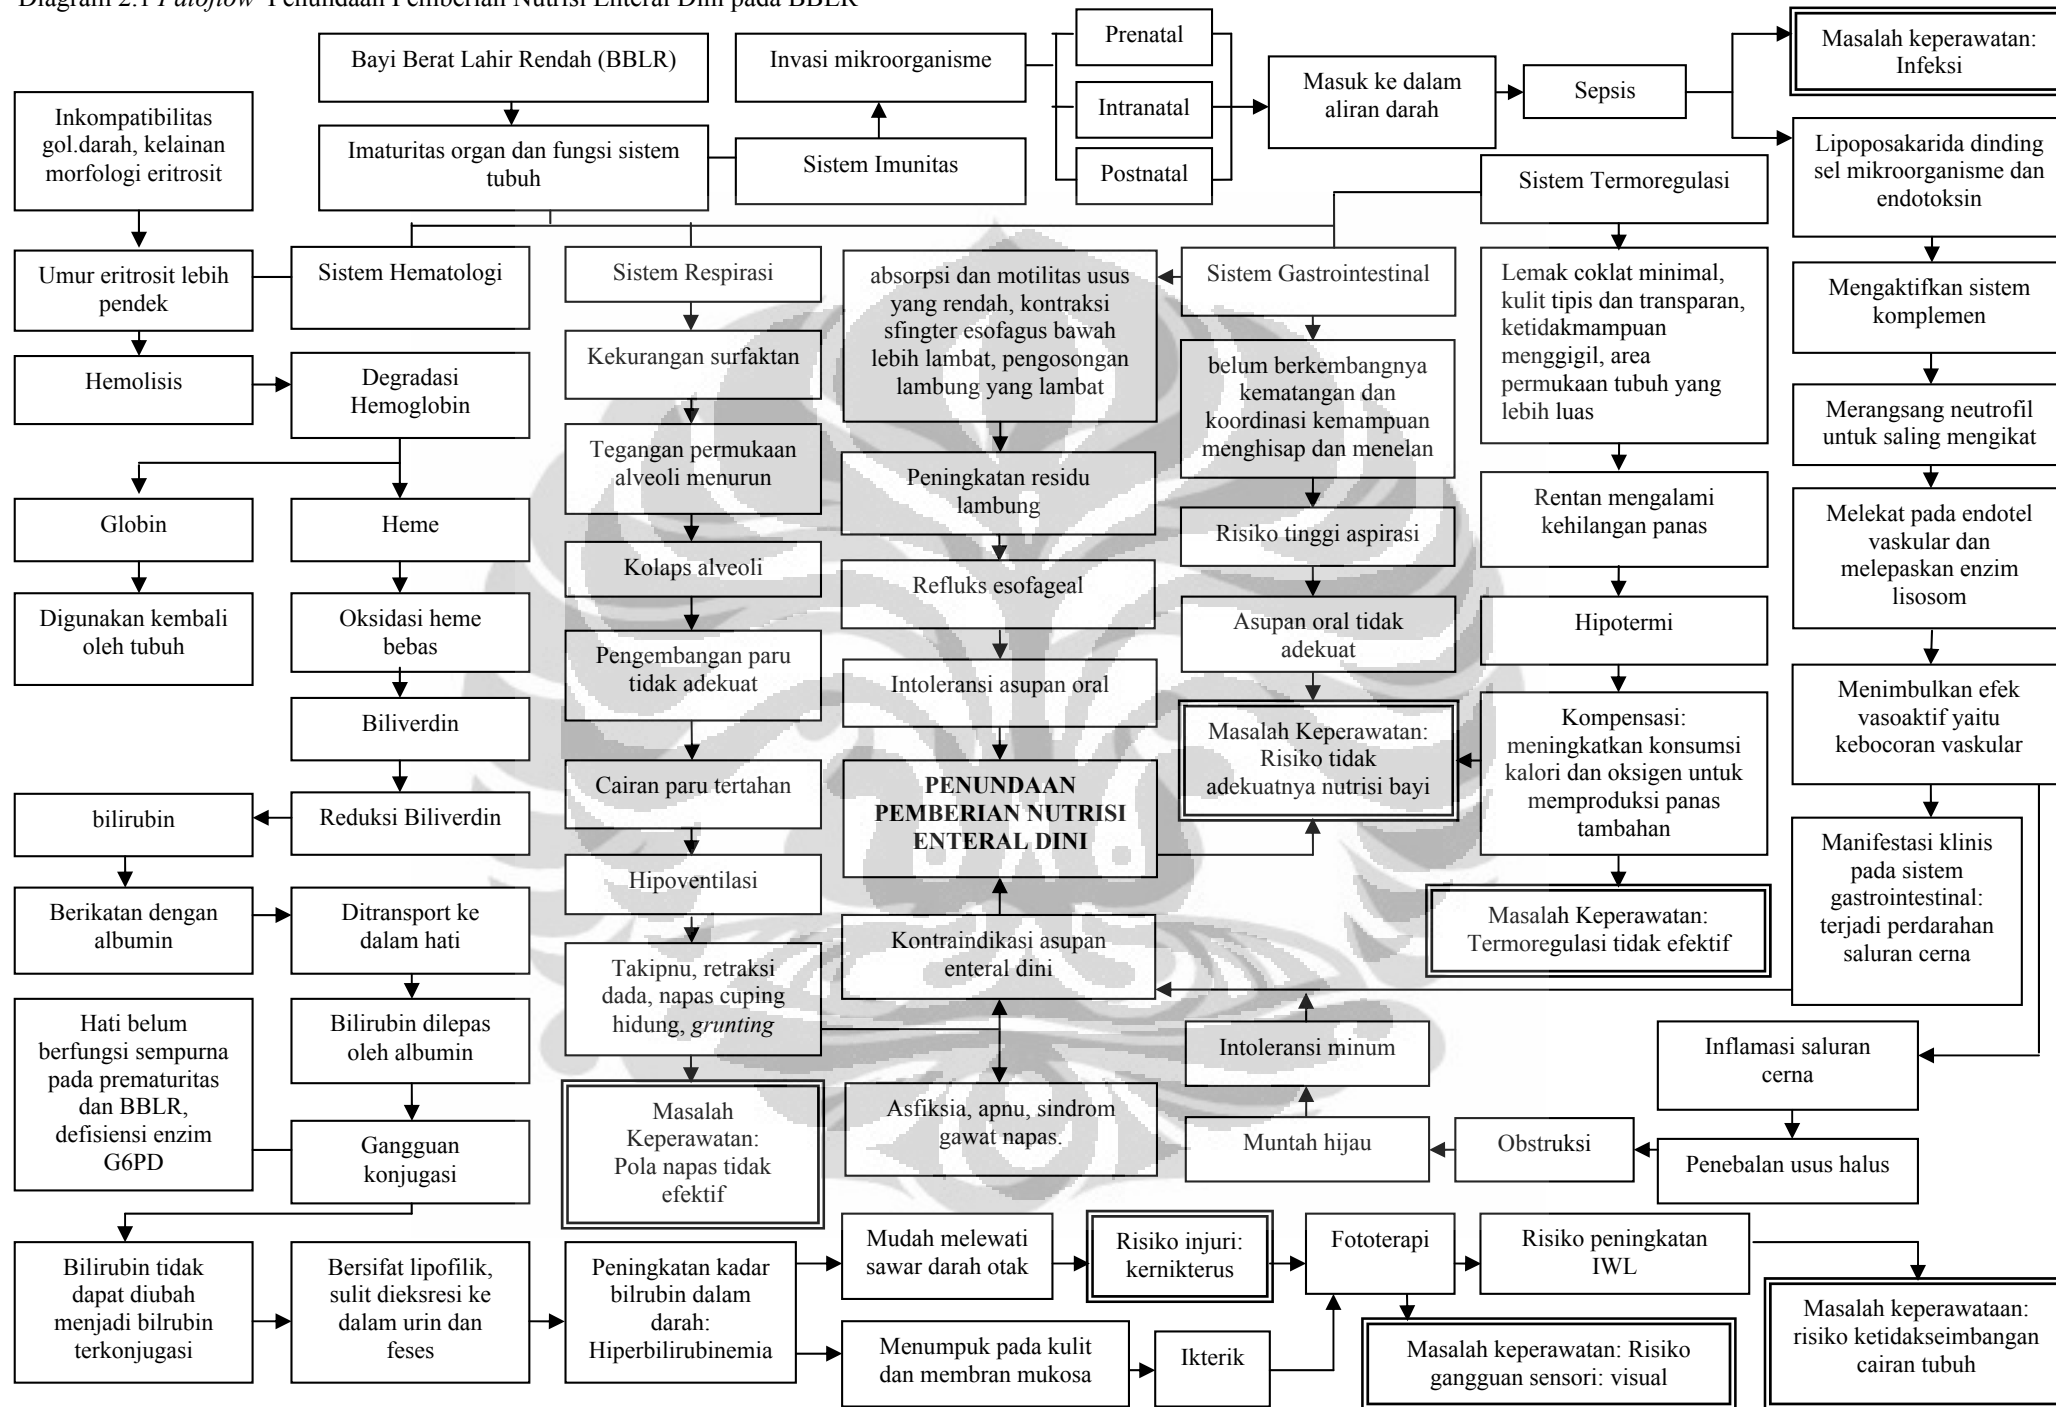 Diagram 2.1 Patoflow Penundaan Pemberian Nutrisi Enteral Dini pada BBLR
Bayi Berat Lahir Rendah (BBLR)
Invasi mikroorganisme
Prenatal
Intranatal
Postnatal
Masuk ke dalam
aliran darah
Sepsis
Masalah keperawatan:
Infeksi
Inkompatibilitas
gol.darah, kelainan
morfologi eritrosit
Imaturitas organ dan fungsi sistem
tubuh
Sistem Imunitas
Sistem Termoregulasi
Lipoposakarida dinding
sel mikroorganisme dan
endotoksin
Umur eritrosit lebih
pendek
Sistem Hematologi
Sistem Respirasi
absorpsi dan motilitas usus
yang rendah, kontraksi
sfingter esofagus bawah
lebih lambat, pengosongan
lambung yang lambat
Sistem Gastrointestinal
Lemak coklat minimal,
kulit tipis dan transparan,
ketidakmampuan
menggigil, area
permukaan tubuh yang
lebih luas
Mengaktifkan sistem
komplemen
Hemolisis
Degradasi
Hemoglobin
Kekurangan surfaktan
belum berkembangnya
kematangan dan
koordinasi kemampuan
menghisap dan menelan
Merangsang neutrofil
untuk saling mengikat
Tegangan permukaan
alveoli menurun
Peningkatan residu
lambung
Globin
Heme
Risiko tinggi aspirasi
Rentan mengalami
kehilangan panas
Melekat pada endotel
vaskular dan
melepaskan enzim
lisosom
Kolaps alveoli
Refluks esofageal
Digunakan kembali
oleh tubuh
Oksidasi heme
bebas
Asupan oral tidak
adekuat
Hipotermi
Pengembangan paru
tidak adekuat
Intoleransi asupan oral
Menimbulkan efek
vasoaktif yaitu
kebocoran vaskular
Biliverdin
Masalah Keperawatan:
Risiko tidak
adekuatnya nutrisi bayi
Kompensasi:
meningkatkan konsumsi
kalori dan oksigen untuk
memproduksi panas
tambahan
Cairan paru tertahan
PENUNDAAN
PEMBERIAN NUTRISI
ENTERAL DINI
bilirubin
Reduksi Biliverdin
Manifestasi klinis
pada sistem
gastrointestinal:
terjadi perdarahan
saluran cerna
Hipoventilasi
Berikatan dengan
albumin
Ditransport ke
dalam hati
Kontraindikasi asupan
enteral dini
Masalah Keperawatan:
Termoregulasi tidak efektif
Takipnu, retraksi
dada, napas cuping
hidung, grunting
Hati belum
berfungsi sempurna
pada prematuritas
dan BBLR,
defisiensi enzim
G6PD
Bilirubin dilepas
oleh albumin
Intoleransi minum
Inflamasi saluran
cerna
Masalah
Keperawatan:
Pola napas tidak
efektif
Asfiksia, apnu, sindrom
gawat napas.
Gangguan
konjugasi
Muntah hijau
Obstruksi
Penebalan usus halus
Bilirubin tidak
dapat diubah
menjadi bilrubin
terkonjugasi
Bersifat lipofilik,
sulit dieksresi ke
dalam urin dan
feses
Peningkatan kadar
bilrubin dalam
darah:
Hiperbilirubinemia
Mudah melewati
sawar darah otak
Risiko injuri:
kernikterus
Fototerapi
Risiko peningkatan
IWL
Menumpuk pada kulit
dan membran mukosa
Ikterik
Masalah keperawatan: Risiko
gangguan sensori: visual
Masalah keperawataan:
risiko ketidakseimbangan
cairan tubuh